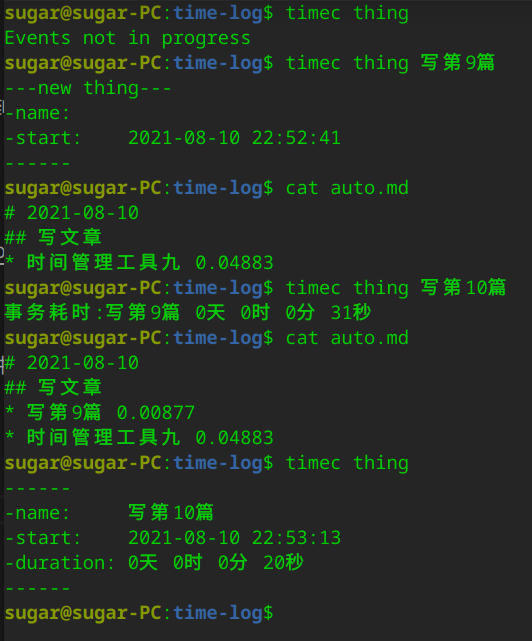 sugar@sugar-PC:time-log$ timec thing
Events not in progress
sugar@sugar-PC:time-log$ timec thing 写第9篇
---new thing---
-name:
-start:    2021-08-10 22:52:41
------
sugar@sugar-PC:time-log$ cat auto.md
# 2021-08-10
## 写文章
* 时间管理工具九 0.04883
sugar@sugar-PC:time-log$ timec thing 写第10篇
事务耗时:写第9篇 0天 0时 0分 31秒
sugar@sugar-PC:time-log$ cat auto.md
# 2021-08-10
## 写文章
* 写第9篇 0.00877
* 时间管理工具九 0.04883
sugar@sugar-PC:time-log$ timec thing
------
-name:     写第10篇
-start:    2021-08-10 22:53:13
-duration: 0天 0时 0分 20秒
------
sugar@sugar-PC:time-log$